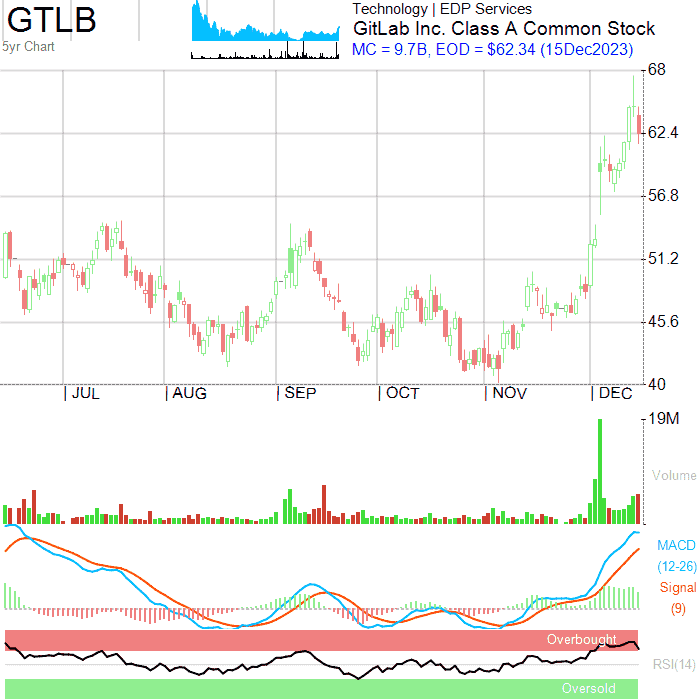 GTLB
5yr Chart
Technology | EDP Services
GitLab Inc. Class A Common Stock
MC = 9.7B, EOD = $62.34 (15Dec2023)
68
62.4
56.8
51.2
45.6
40
| JUL | AUG | SEP | OCT | NOV | DEC
19M
Volume
MACD
(12-26)
Signal
(9)
Overbought
RSI(14)
Oversold